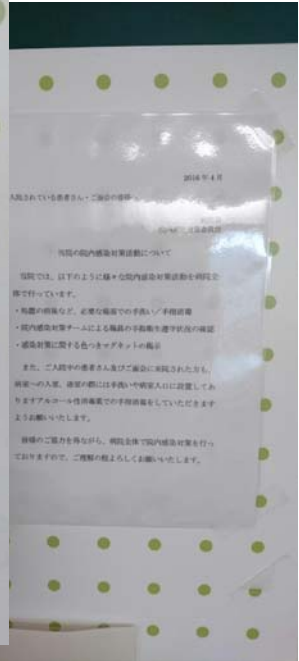 2016年4月
入院されている患者さん・ご面会の皆様へ
当院の院内感染対策活動について
当院では、以下のように様々な院内感染対策活動を病院全
体で行っています。
・処置の前後など、必要な場面での手洗い／手指消毒
・院内感染対策チームによる職員の手指衛生遵守状況の確認
・感染対策に関する色つきマグネットの掲示
また、ご入院中の患者さん及びご面会に来院された方も、
病室への入室、退室の際には手洗いや病室入口に設置してお
りますアルコール性消毒薬での手指消毒をしていただきます
ようお願いいたします。
皆様のご協力を得ながら、病院全体で院内感染対策を行っ
ておりますので、ご理解の程よろしくお願いいたします。